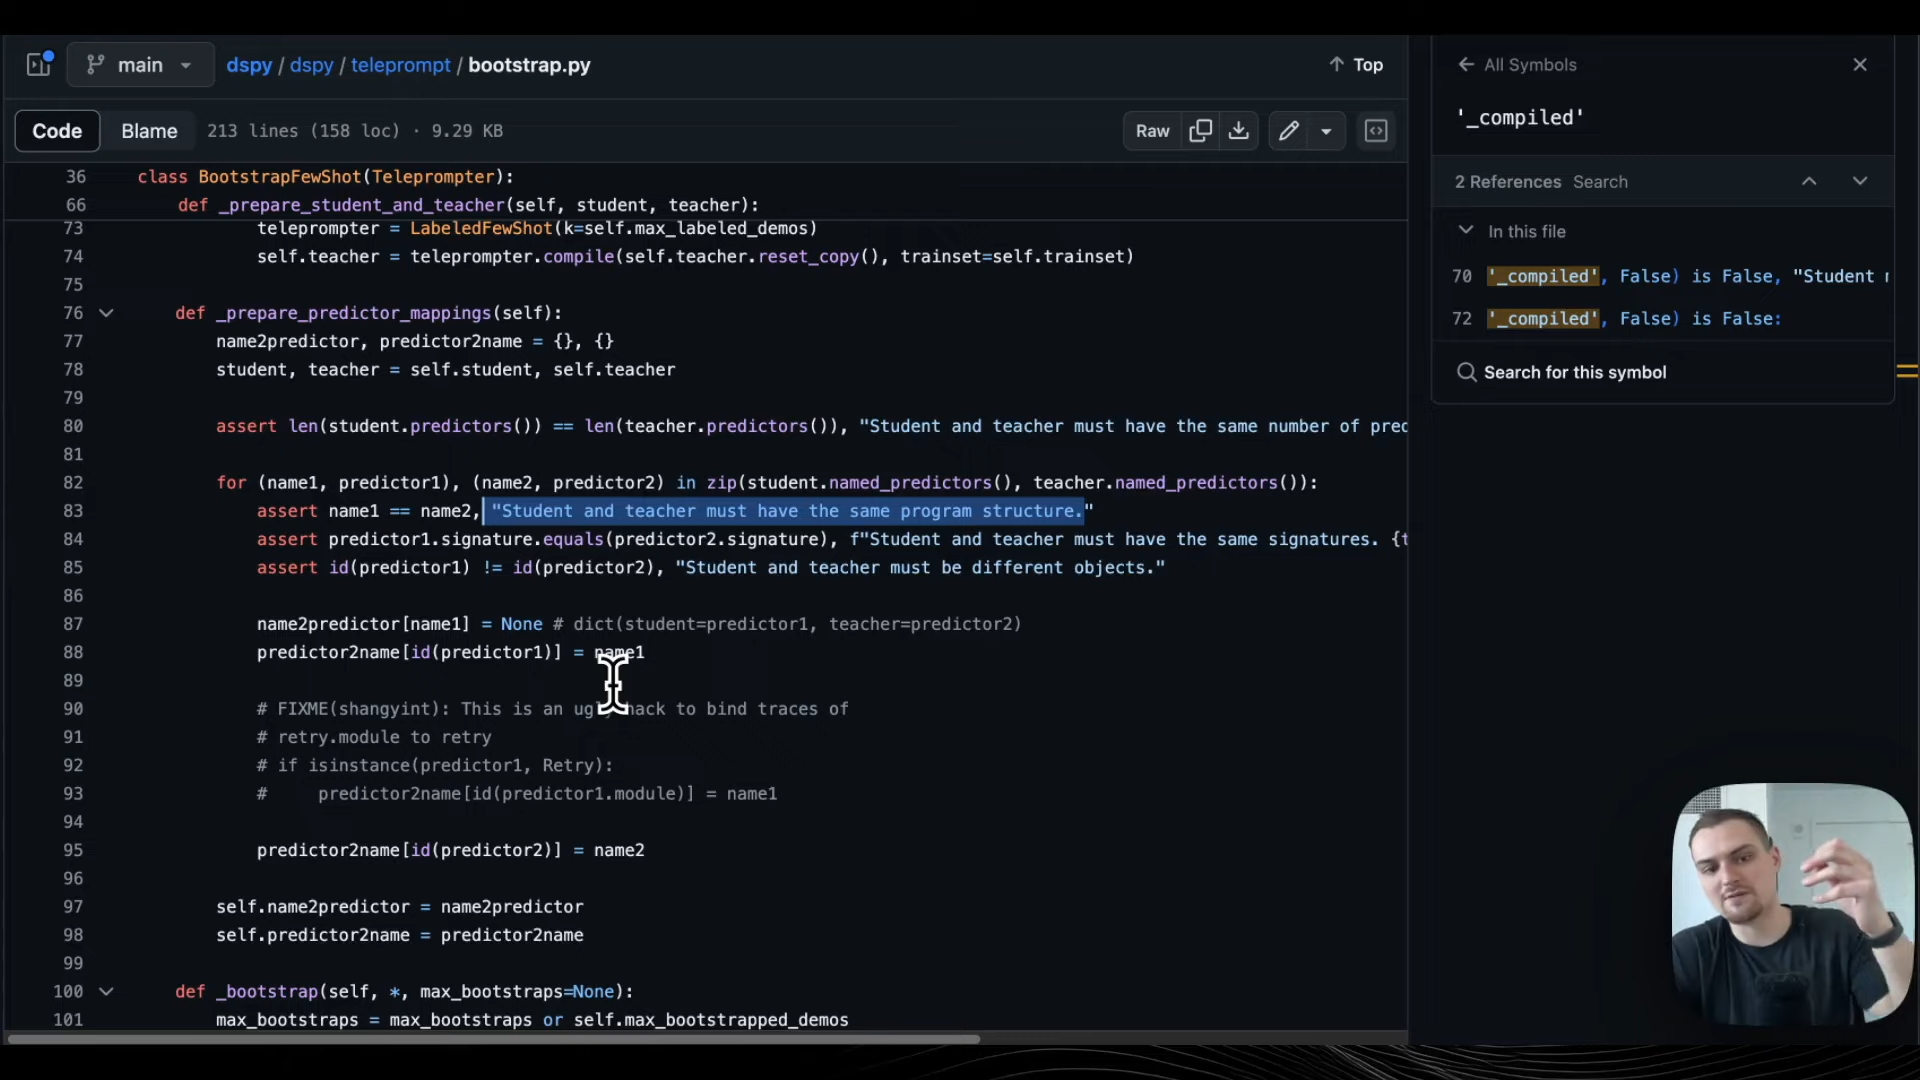 main
dspy / dspy / teleprompt / bootstrap.py
Top
Code
Blame
213 lines (158 loc) · 9.29 KB
Raw
36 class BootstrapFewShot(Teleprompter):
66 def _prepare_student_and_teacher(self, student, teacher):
73 teleprompter = LabeledFewShot(k=self.max_labeled_demos)
74 self.teacher = teleprompter.compile(self.teacher.reset_copy(), trainset=self.trainset)
75
76 def _prepare_predictor_mappings(self):
77 name2predictor, predictor2name = {}, {}
78 student, teacher = self.student, self.teacher
79
80 assert len(student.predictors()) == len(teacher.predictors()), "Student and teacher must have the same number of pred
81
82 for (name1, predictor1), (name2, predictor2) in zip(student.named_predictors(), teacher.named_predictors()):
83 assert name1 == name2, "Student and teacher must have the same program structure."
84 assert predictor1.signature.equals(predictor2.signature), f"Student and teacher must have the same signatures. {t
85 assert id(predictor1) != id(predictor2), "Student and teacher must be different objects."
86
87 name2predictor[name1] = None # dict(student=predictor1, teacher=predictor2)
88 predictor2name[id(predictor1)] = name1
89
90 # FIXME(shangyint): This is an ugly hack to bind traces of
91 # retry.module to retry
92 # if isinstance(predictor1, Retry):
93 #     predictor2name[id(predictor1.module)] = name1
94
95 predictor2name[id(predictor2)] = name2
96
97 self.name2predictor = name2predictor
98 self.predictor2name = predictor2name
99
100 def _bootstrap(self, *, max_bootstraps=None):
101 max_bootstraps = max_bootstraps or self.max_bootstrapped_demos
All Symbols
'_compiled'
2 References Search
In this file
70 '_compiled', False) is False, "Student
72 '_compiled', False) is False:
Search for this symbol